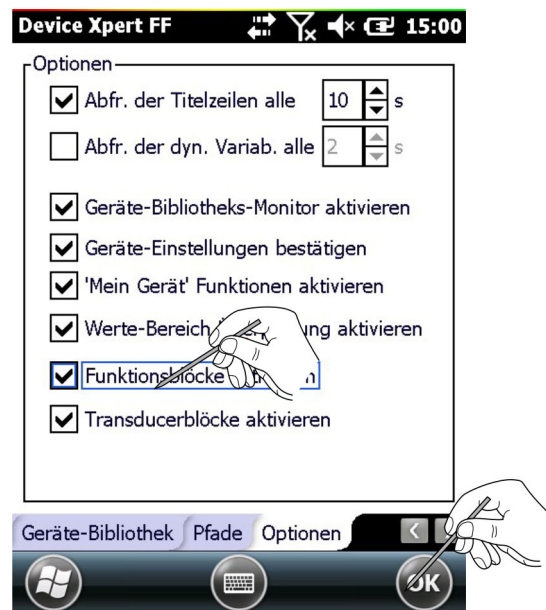 Device Xpert FF 15:00
Optionen
Abfr. der Titelzeilen alle 10 s
Abfr. der dyn. Variab. alle 2 s
Geräte-Bibliotheks-Monitor aktivieren
Geräte-Einstellungen bestätigen
'Mein Gerät' Funktionen aktivieren
Werte-Bereich aktivieren
Funktionsblöcke
Transducerblöcke aktivieren
Geräte-Bibliothek Pfade Optionen
OK